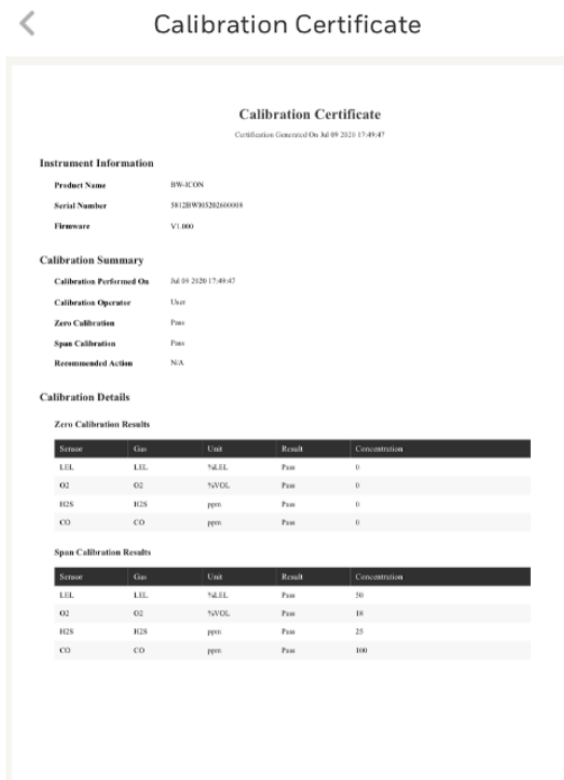 Calibration Certificate
Calibration Certificate
Certification Generated On Jul 09 2020 17:49:47
Instrument Information
Product Name BW-ICON
Serial Number
Firmware V1.000
Calibration Summary
Calibration Performed On Jul 09 2020 17:49:47
Calibration Operator User
Zero Calibration Pass
Span Calibration Pass
Recommended Action N/A
Calibration Details
Zero Calibration Results
Sensor Gas Unit Result Concentration
LEL LEL %LEL Pass 0
O2 O2 %VOL Pass 0
H2S H2S ppm Pass 0
CO CO ppm Pass 0
Span Calibration Results
Sensor Gas Unit Result Concentration
LEL LEL %LEL Pass 50
O2 O2 %VOL Pass 18
H2S H2S ppm Pass 25
CO CO ppm Pass 100